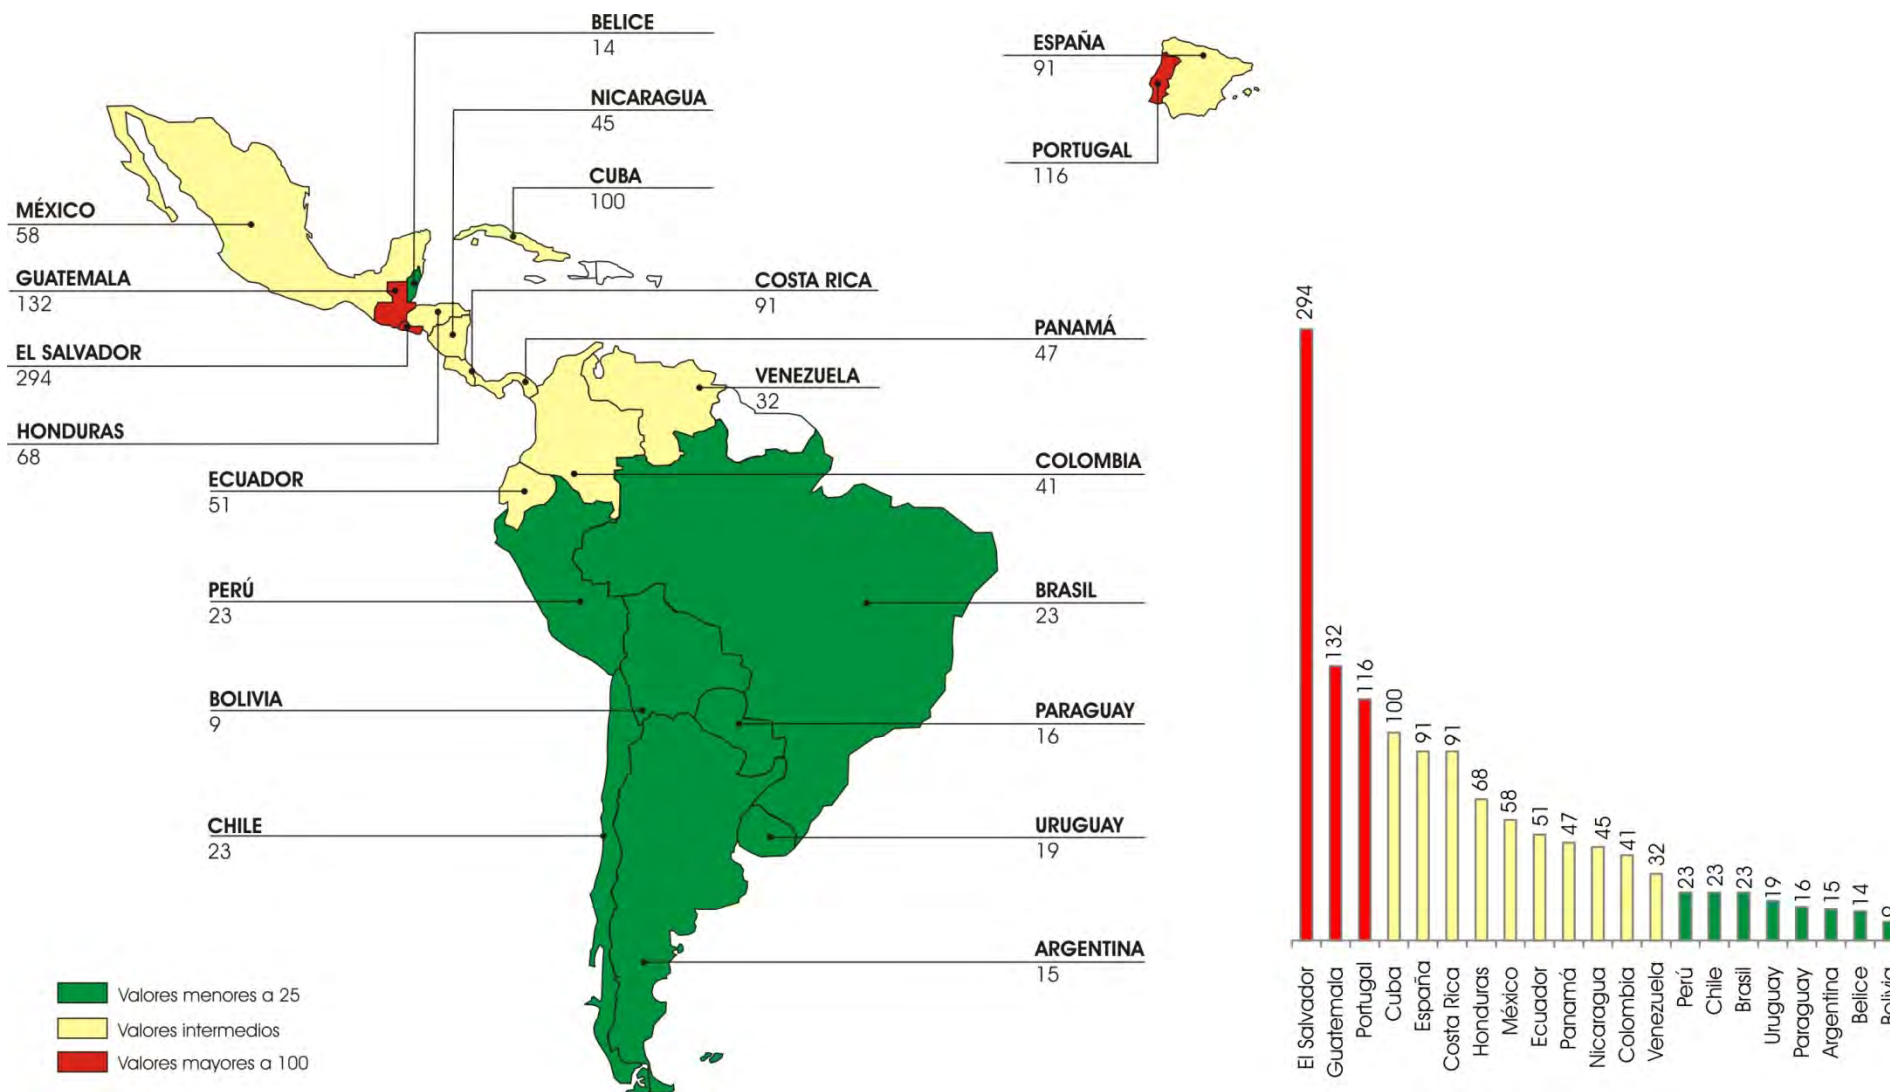 BELICE
14
NICARAGUA
45
CUBA
100
ESPAÑA
91
PORTUGAL
116
MÉXICO
58
GUATEMALA
132
EL SALVADOR
294
HONDURAS
68
COSTA RICA
91
PANAMÁ
47
VENEZUELA
32
COLOMBIA
41
ECUADOR
51
PERÚ
23
BRASIL
23
BOLIVIA
9
PARAGUAY
16
CHILE
23
URUGUAY
19
ARGENTINA
15
Valores menores a 25
Valores intermedios
Valores mayores a 100
294
132
116
100
91
91
68
58
51
47
45
41
32
23
23
23
19
16
15
14
9
El Salvador
Guatemala
Portugal
Cuba
España
Costa Rica
Honduras
México
Ecuador
Panamá
Nicaragua
Colombia
Venezuela
Perú
Chile
Brasil
Uruguay
Paraguay
Argentina
Belice
Bolivia